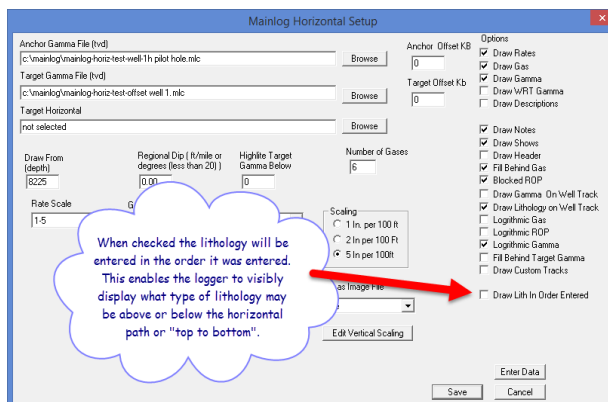 Mainlog Horizontal Setup
Anchor Gamma File (tvd)
c:\mainlog\mainlog-horiz-test-well-1h pilot hole.mlc
Browse
Anchor Offset KB
0
Target Gamma File (tvd)
c:\mainlog\mainlog-horiz-test-offset well 1.mlc
Browse
Target Offset Kb
0
Target Horizontal
not selected
Browse
Draw From
(depth)
8225
Regional Dip ( ft/mile or
degrees (less than 20) )
0.00
Highlite Target
Gamma Below
0
Number of Gases
6
Rate Scale
1-5
G
Scaling
1 In. per 100 ft
2 In per 100 Ft
5 In per 100ft
as Image File
Edit Vertical Scaling
When checked the lithology will be
entered in the order it was entered.
This enables the logger to visibly
display what type of lithology may
be above or below the horizontal
path or "top to bottom".
Options
Draw Rates
Draw Gas
Draw Gamma
Draw WRT Gamma
Draw Descriptions
Draw Notes
Draw Shows
Draw Header
Fill Behind Gas
Blocked ROP
Draw Gamma On Well Track
Draw Lithology on Well Track
Logrithmic Gas
Logrithmic ROP
Logrithmic Gamma
Fill Behind Target Gamma
Draw Custom Tracks
Draw Lith In Order Entered
Enter Data
Save
Cancel